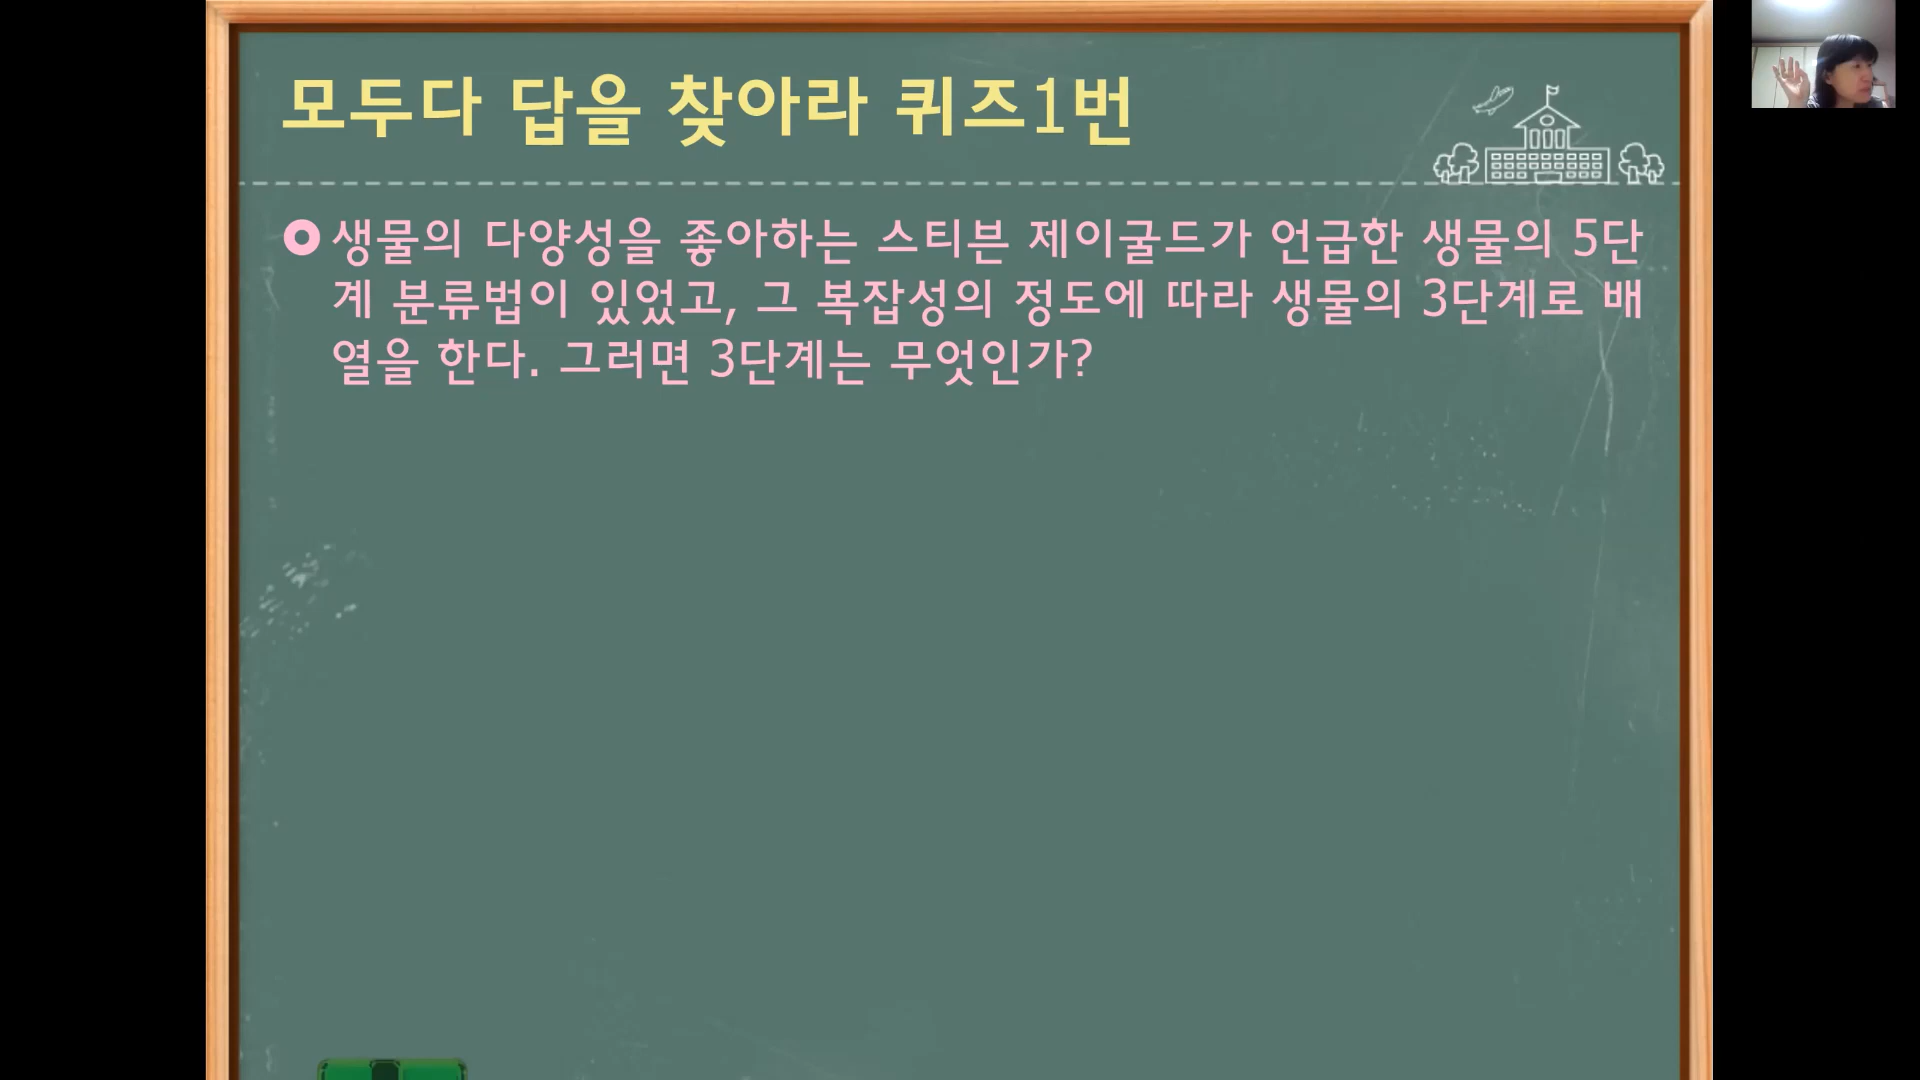 모두다 답을 찾아라 퀴즈1번
생물의 다양성을 좋아하는 스티븐 제이굴드가 언급한 생물의 5단
계 분류법이 있었고, 그 복잡성의 정도에 따라 생물의 3단계로 배
열을 한다. 그러면 3단계는 무엇인가?